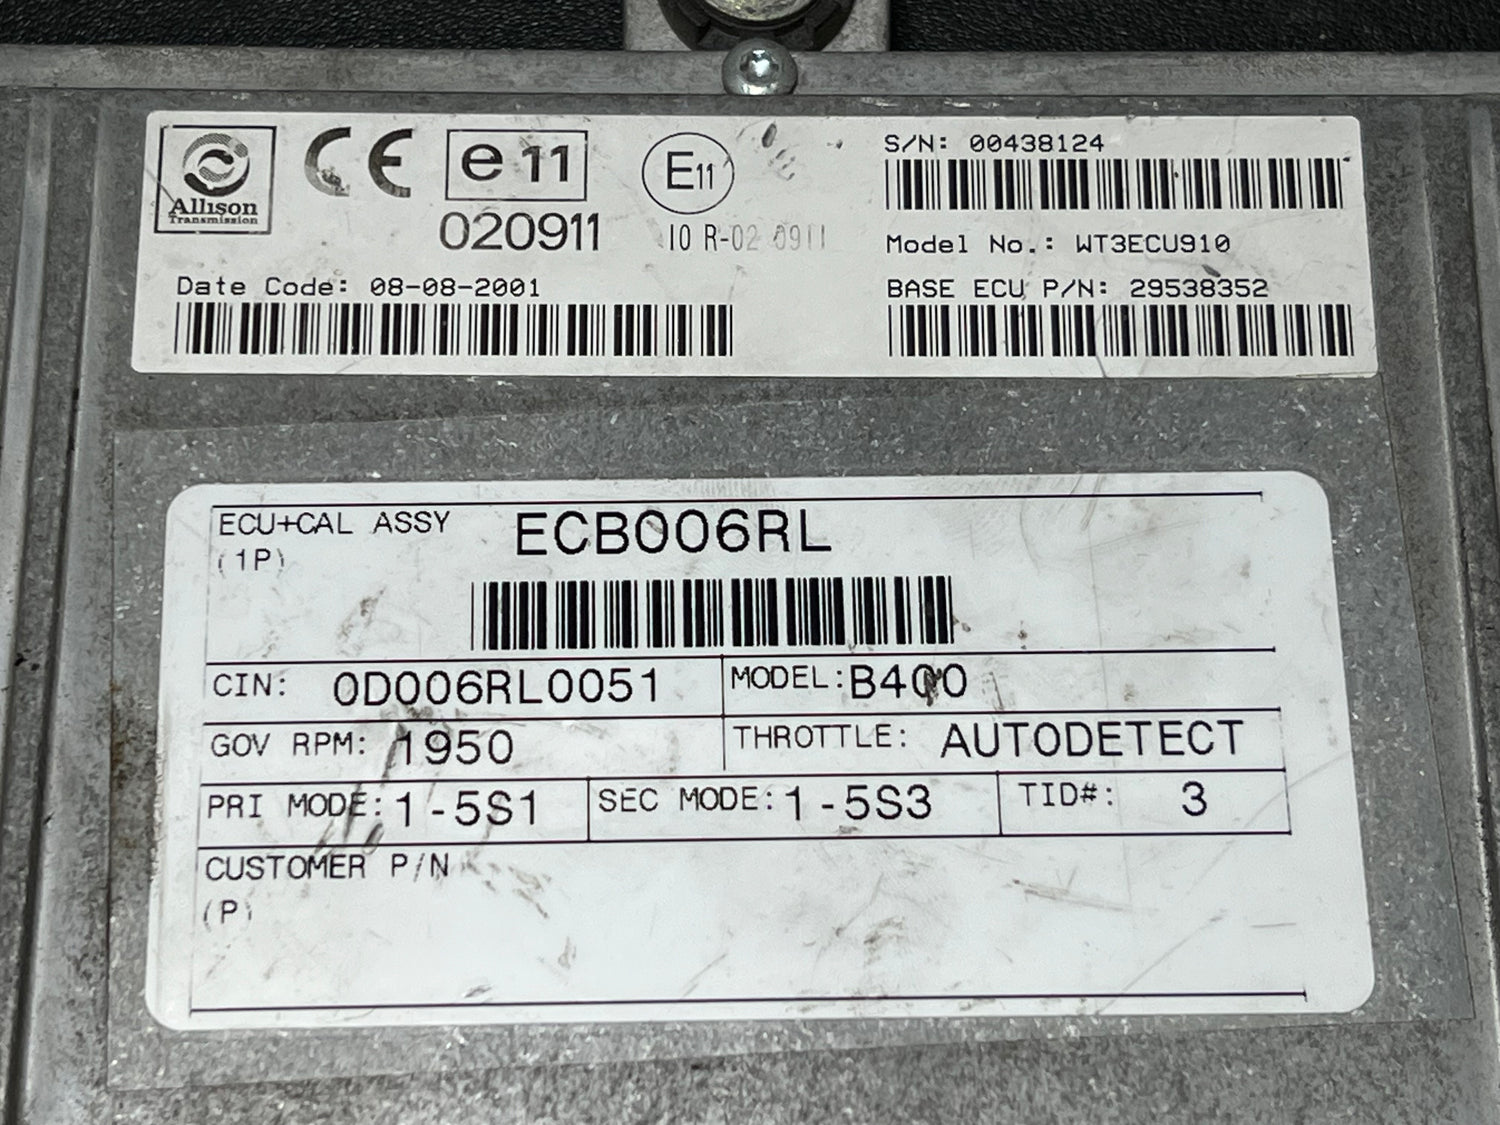 Allison
Transmission
CE
e 11
020911
E11
10 R-02 0911
S/N: 00438124
Model No.: WT3ECU910
Date Code: 08-08-2001
BASE ECU P/N: 29538352
ECU+CAL ASSY
(1P)
ECB006RL
CIN: 0D006RL0051
MODEL: B400
GOV RPM: 1950
THROTTLE: AUTODETECT
PRI MODE: 1-5S1
SEC MODE: 1-5S3
TID#: 3
CUSTOMER P/N
(P)